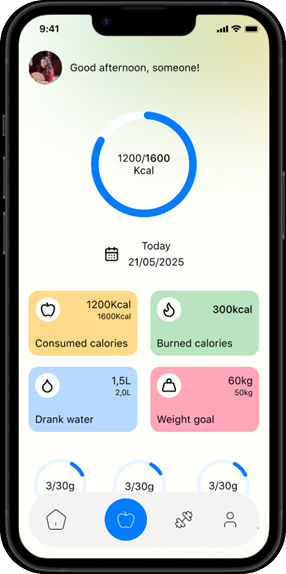 9:41
Good afternoon, someone!
1200/1600
Kcal
Today
21/05/2025
1200Kcal
1600Kcal
Consumed calories
300kcal
Burned calories
1,5L
2,0L
Drank water
60kg
50kg
Weight goal
3/30g
3/30g
3/30g